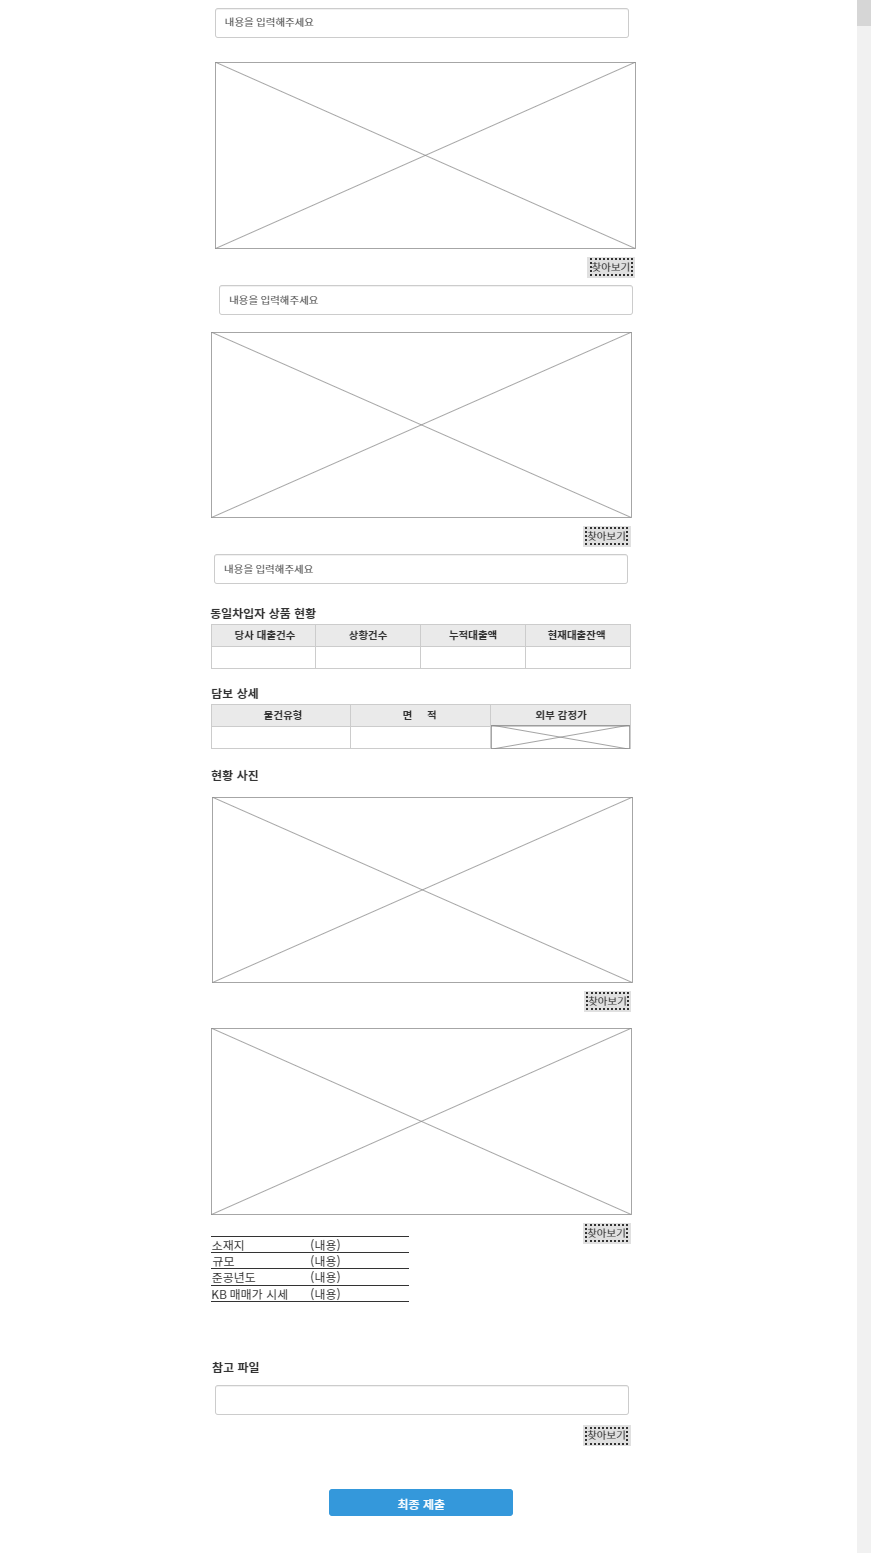 내용을 입력해주세요
찾아보기
내용을 입력해주세요
찾아보기
내용을 입력해주세요
동일차입자 상품 현황
당사 대출건수 상황건수 누적대출액 현재대출잔액
담보 상세
물건유형 면 적 외부 감정가
현황 사진
찾아보기
찾아보기
소재지 (내용)
규모 (내용)
준공년도 (내용)
KB 매매가 시세 (내용)
참고 파일
찾아보기
최종 제출